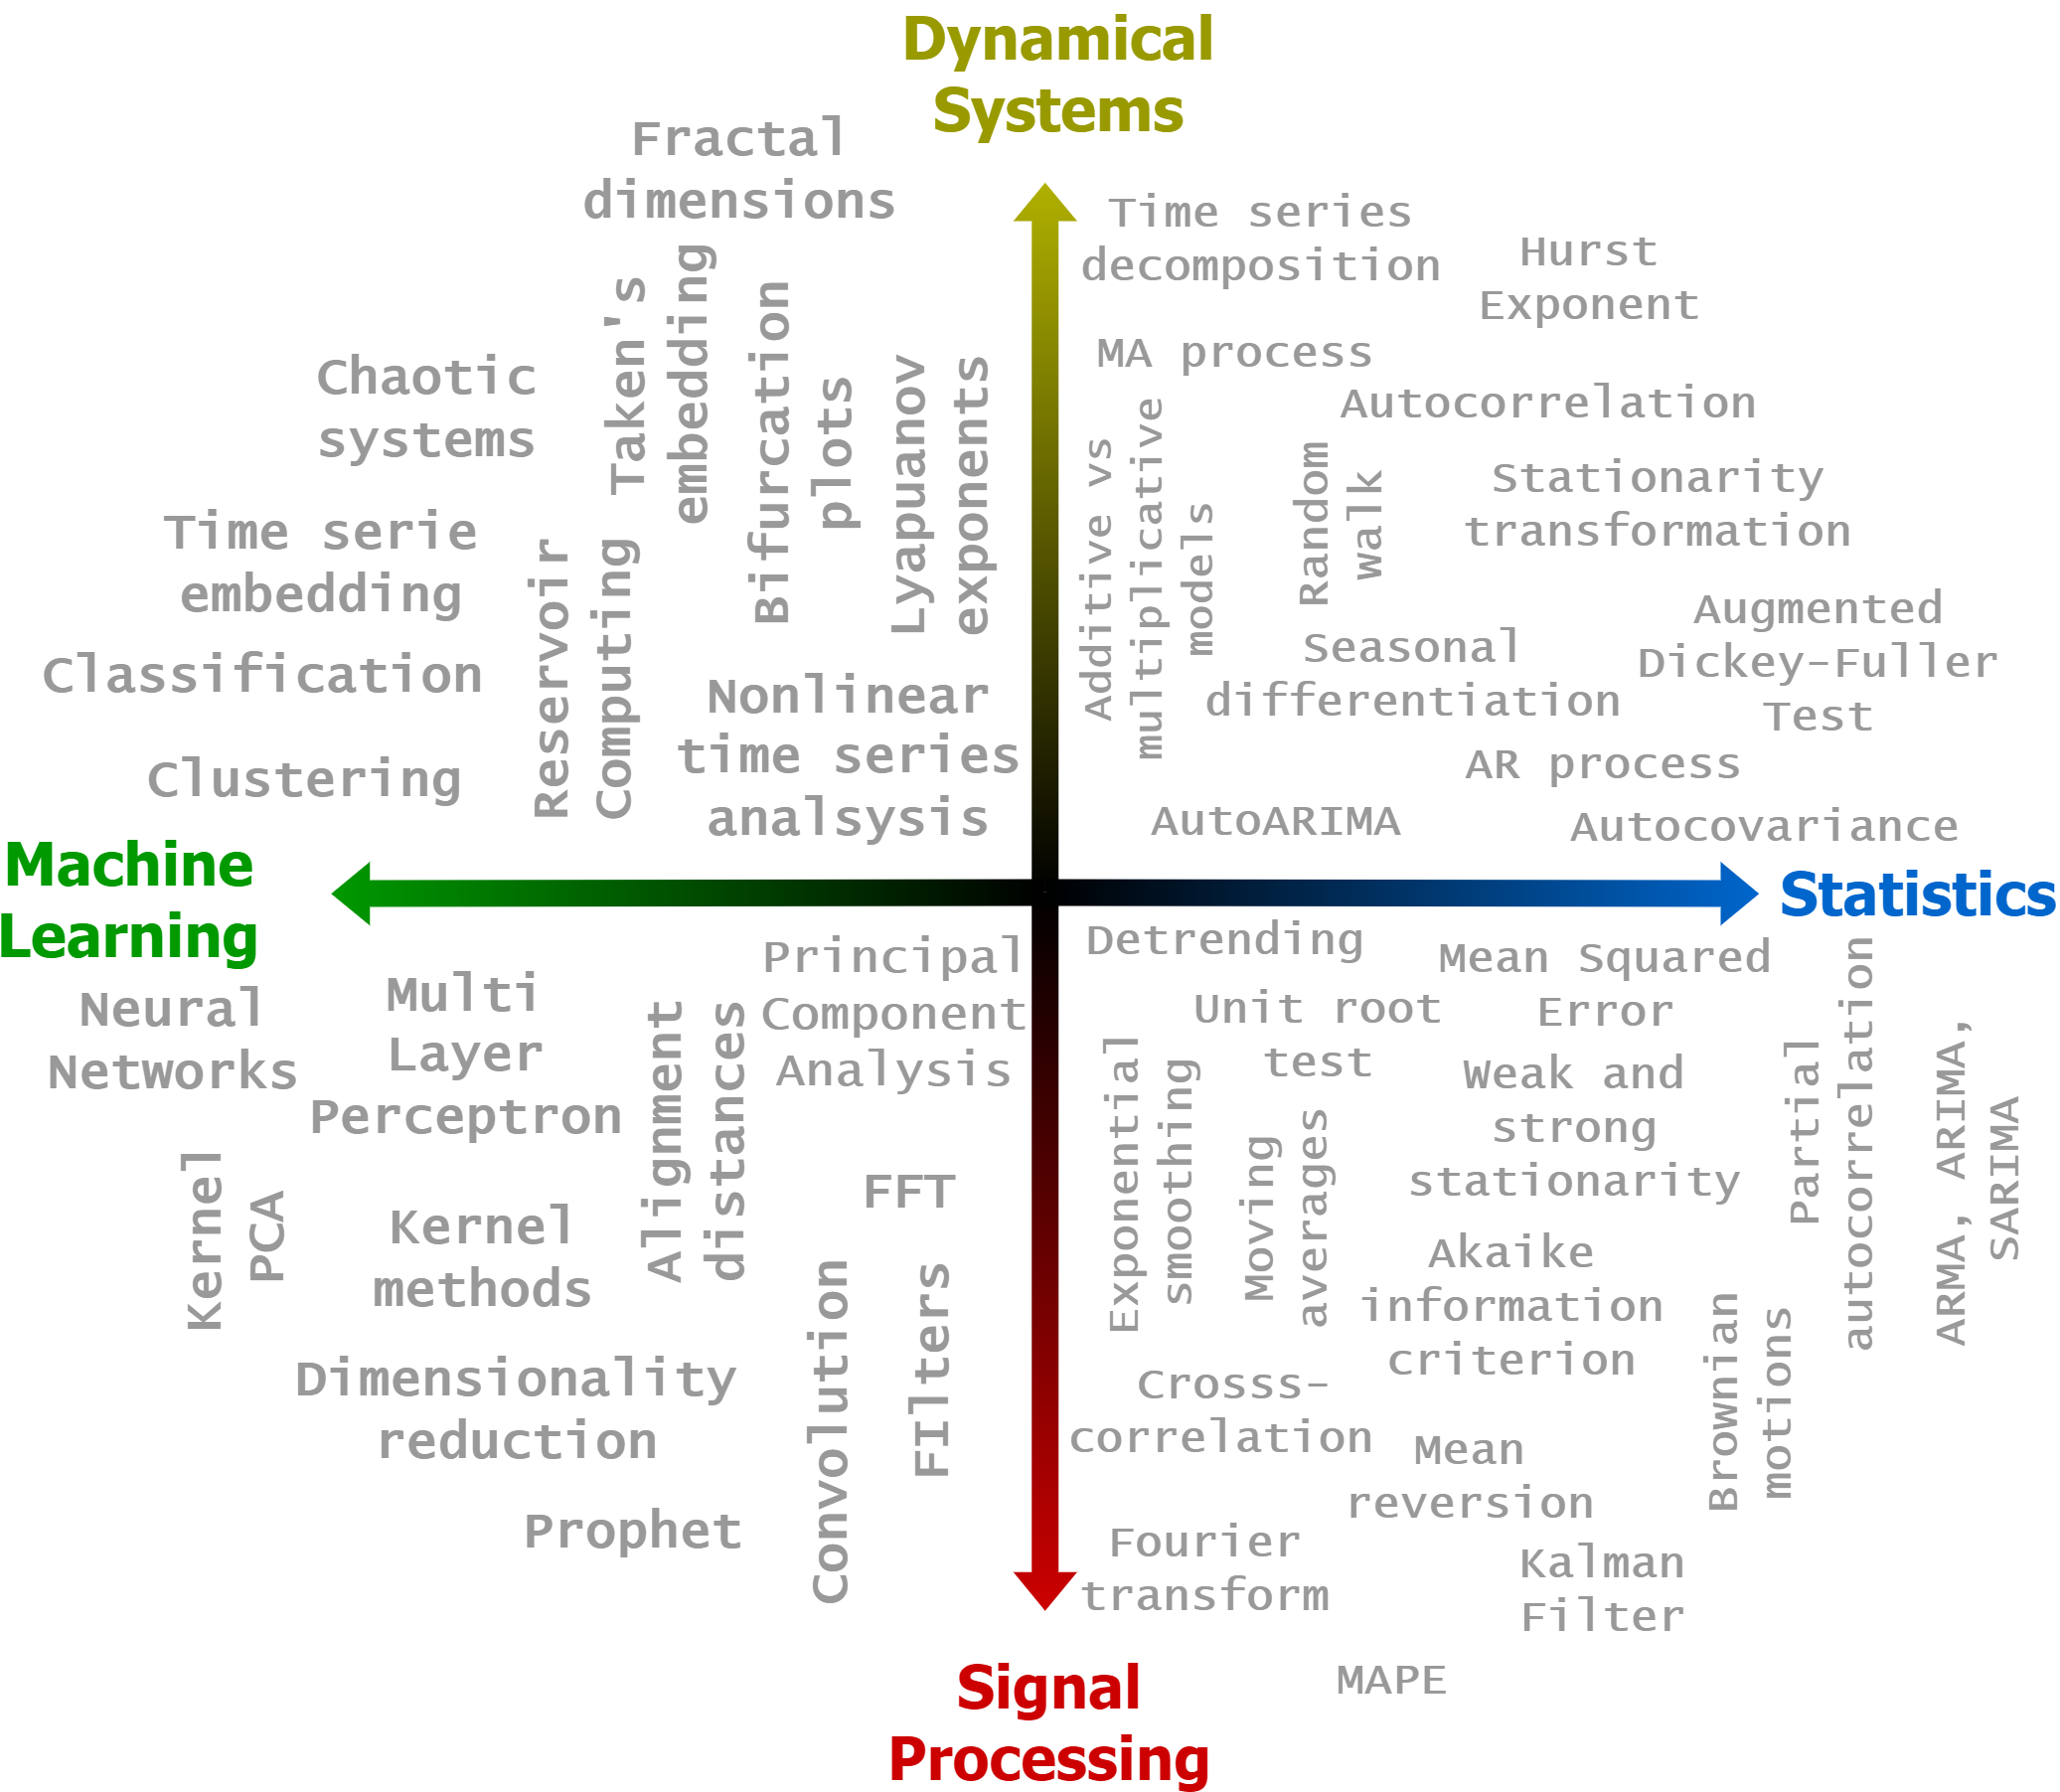 Dynamical
Systems
Fractal
dimensions
Taken's
embedding
Bifurcation
plots
Lyapuanov
exponents
Chaotic
systems
Time serie
embedding
Reservoir
Computing
Classification
Clustering
Nonlinear
time series
analsysis
Time series
decomposition
Hurst
Exponent
MA process
Autocorrelation
Additive vs
multiplicative
models
Random
walk
Stationarity
transformation
Augmented
Dickey-Fuller
Test
Seasonal
differentiation
AR process
AutoARIMA
Autocovariance
Machine
Learning
Statistics
Neural
Networks
Multi
Layer
Perceptron
Alignment
distances
Principal
Component
Analysis
Kernel
PCA
Kernel
methods
FFT
Convolution
FIlters
Dimensionality
reduction
Prophet
Detrending
Mean Squared
Error
Unit root
test
Exponential
smoothing
Moving
averages
Weak and
strong
stationarity
Partial
autocorrelation
ARMA, ARIMA,
SARIMA
Akaike
information
criterion
Brownian
motions
Crosss-
correlation
Mean
reversion
Fourier
transform
Kalman
Filter
MAPE
Signal
Processing